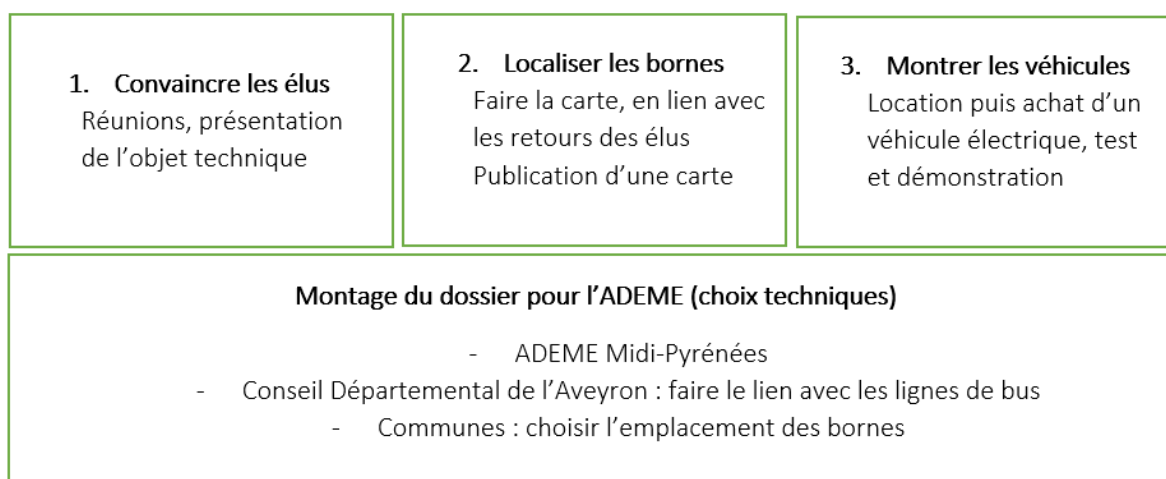 1. Convaincre les élus
Réunions, présentation
de l’objet technique
2. Localiser les bornes
Faire la carte, en lien avec
les retours des élus
Publication d’une carte
3. Montrer les véhicules
Location puis achat d’un
véhicule électrique, test
et démonstration
Montage du dossier pour l’ADEME (choix techniques)
- ADEME Midi-Pyrénées
- Conseil Départemental de l’Aveyron : faire le lien avec les lignes de bus
- Communes : choisir l’emplacement des bornes